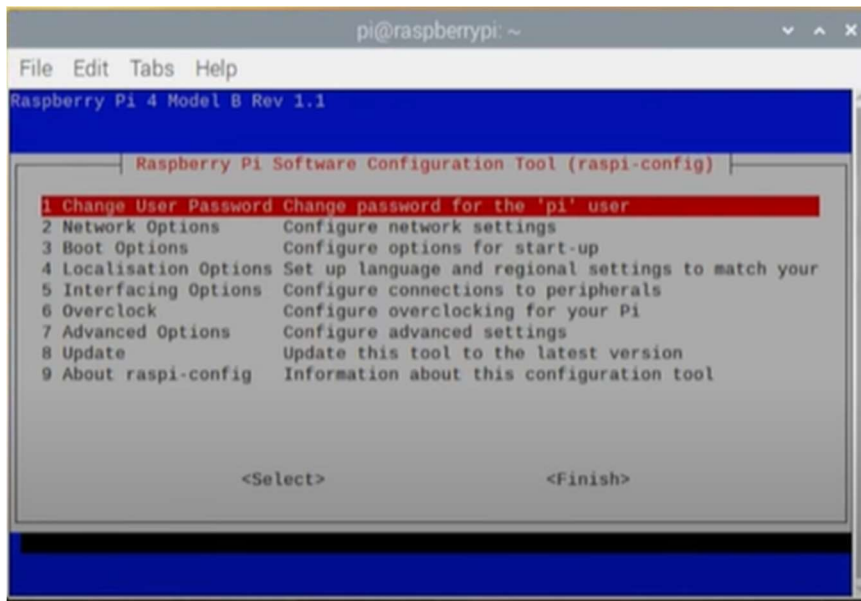 pi@raspberrypi: ~
File Edit Tabs Help
Raspberry Pi 4 Model B Rev 1.1
Raspberry Pi Software Configuration Tool (raspi-config)
1 Change User Password Change password for the 'pi' user
2 Network Options Configure network settings
3 Boot Options Configure options for start-up
4 Localisation Options Set up language and regional settings to match your
5 Interfacing Options Configure connections to peripherals
6 Overclock Configure overclocking for your Pi
7 Advanced Options Configure advanced settings
8 Update Update this tool to the latest version
9 About raspi-config Information about this configuration tool
<Select> <Finish>